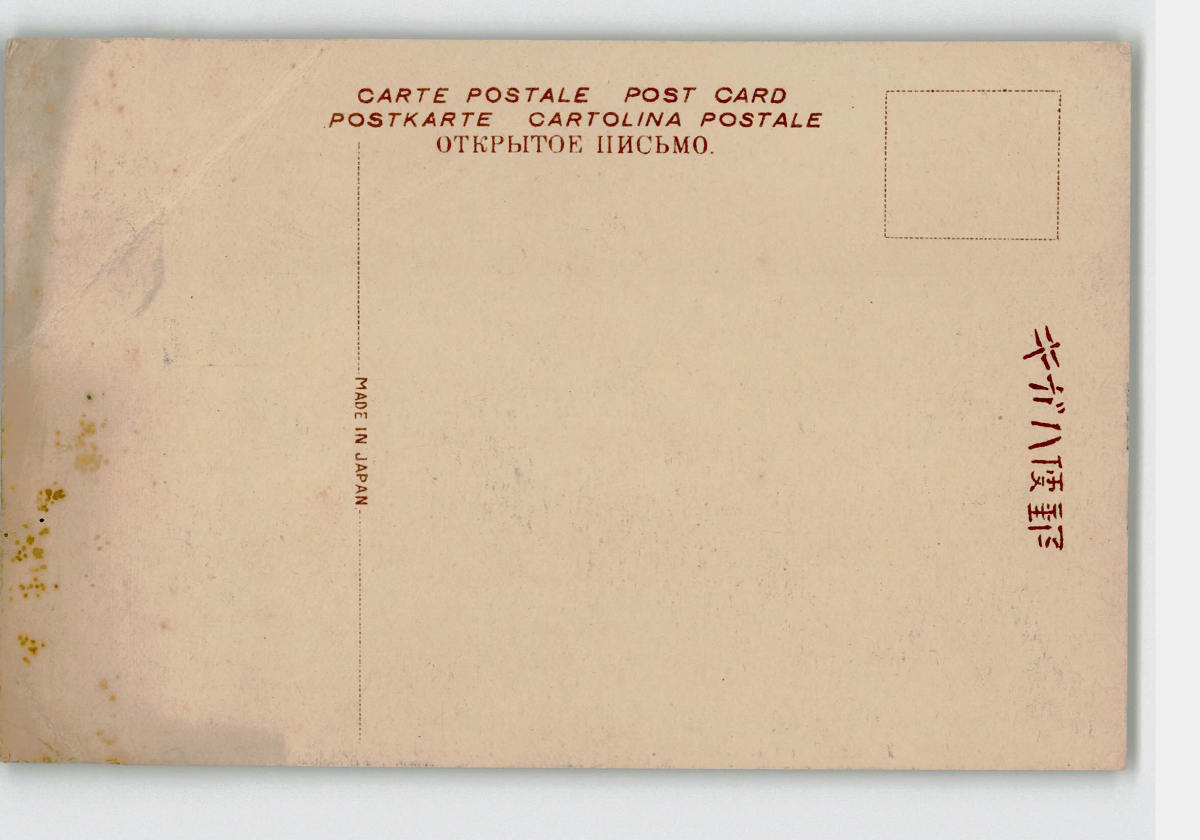 CARTE POSTALE POST CARD
POSTKARTE CARTOLINA POSTALE
ОТКРЫТОЕ ПИСЬМО.
MADE IN JAPAN
郵便ハガキ